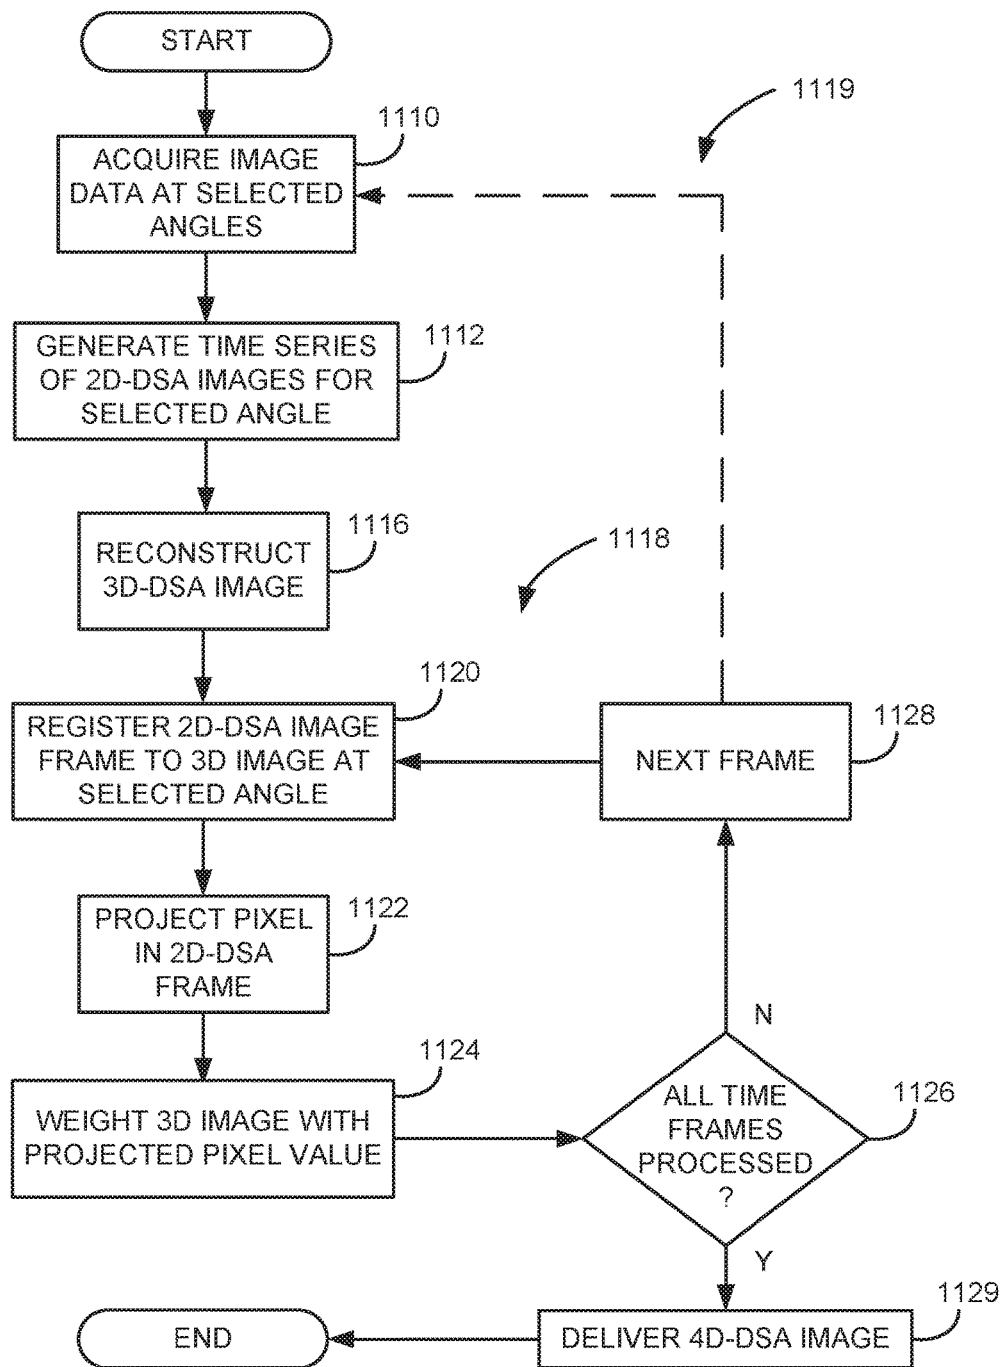 START
1110
1119
ACQUIRE IMAGE
DATA AT SELECTED
ANGLES
1112
GENERATE TIME SERIES
OF 2D-DSA IMAGES FOR
SELECTED ANGLE
1116
RECONSTRUCT
3D-DSA IMAGE
1118
1120
REGISTER 2D-DSA IMAGE
FRAME TO 3D IMAGE AT
SELECTED ANGLE
1128
NEXT FRAME
1122
PROJECT PIXEL
IN 2D-DSA
FRAME
N
1124
WEIGHT 3D IMAGE WITH
PROJECTED PIXEL VALUE
1126
ALL TIME
FRAMES
PROCESSED
?
Y
1129
DELIVER 4D-DSA IMAGE
END